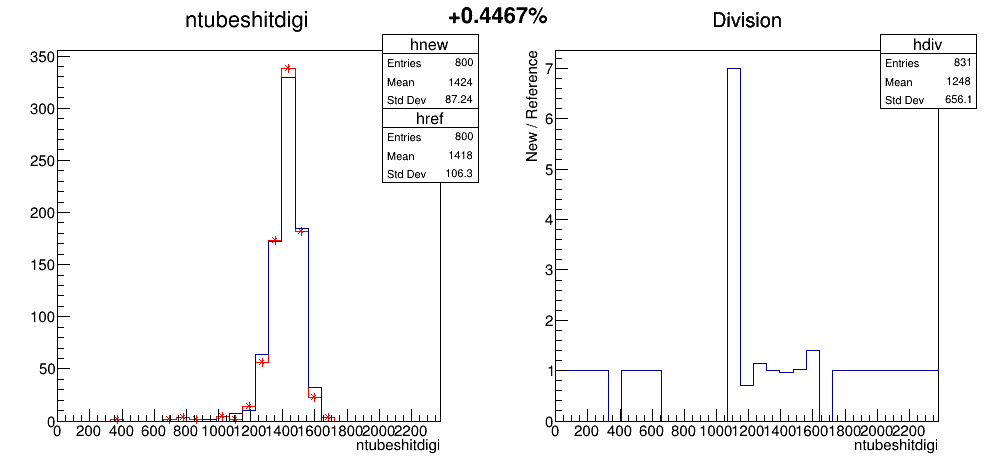 ntubeshitdigi
+0.4467%
Division
hnew
Entries 800
Mean 1424
Std Dev 87.24
href
Entries 800
Mean 1418
Std Dev 106.3
350
300
250
200
150
100
50
0
0 200 400 600 800 1000 1200 1400 1600 1800 2000 2200
ntubeshitdigi
hdiv
Entries 831
Mean 1248
Std Dev 656.1
New / Reference
7
6
5
4
3
2
1
0
0 200 400 600 800 1000 1200 1400 1600 1800 2000 2200
ntubeshitdigi